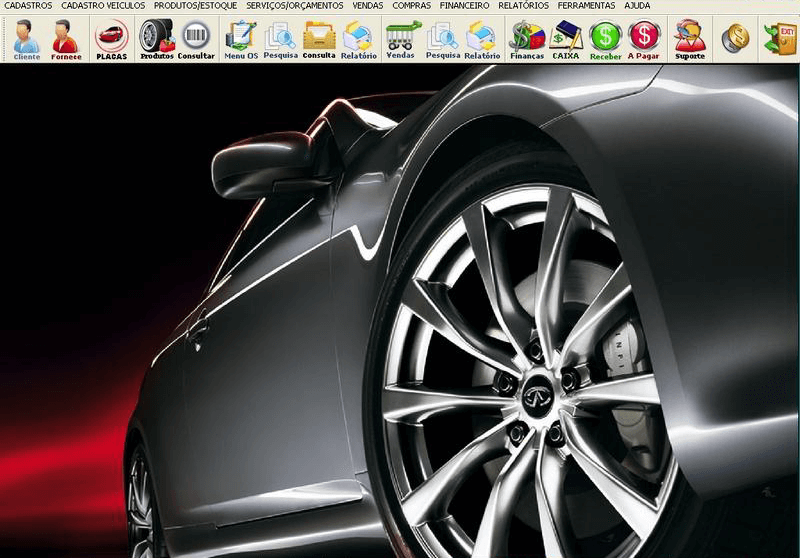 CADASTROS CADASTRO VEICULOS PRODUTOS/ESTOQUE SERVIÇOS/ORÇAMENTOS VENDAS COMPRAS FINANCEIRO RELATÓRIOS FERRAMENTAS AJUDA
EXIT
Cliente Fornece PLACAS Produtos Consultar Menu OS Pesquisa Consulta Relatório Vendas Pesquisa Relatório Finanças CAIXA Receber A Pagar Suporte
INFI